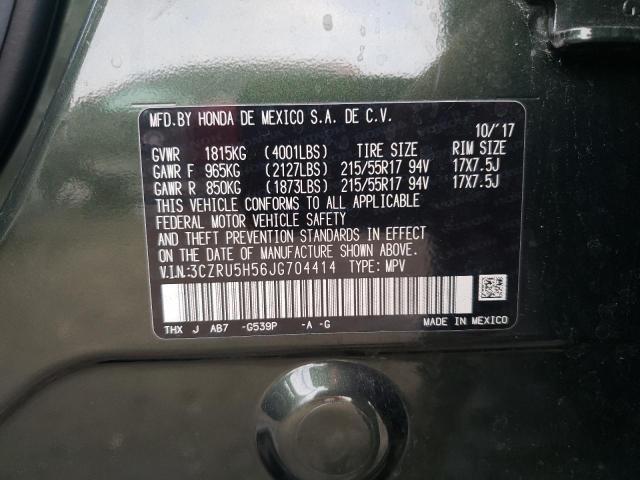 MFD.BY HONDA DE MEXICO S.A. DE C.V.
10/'17
GVWR 1815KG (4001LBS) TIRE SIZE RIM SIZE
GAWR F 965KG (2127LBS) 215/55R17 94V 17X7.5J
GAWR R 850KG (1873LBS) 215/55R17 94V 17X7.5J
THIS VEHICLE CONFORMS TO ALL APPLICABLE
FEDERAL MOTOR VEHICLE SAFETY
AND THEFT PREVENTION STANDARDS IN EFFECT
ON THE DATE OF MANUFACTURE SHOWN ABOVE.
V.I.N:3CZRU5H56JG704414 TYPE: MPV
THX J AB7 -G539P -A -G MADE IN MEXICO